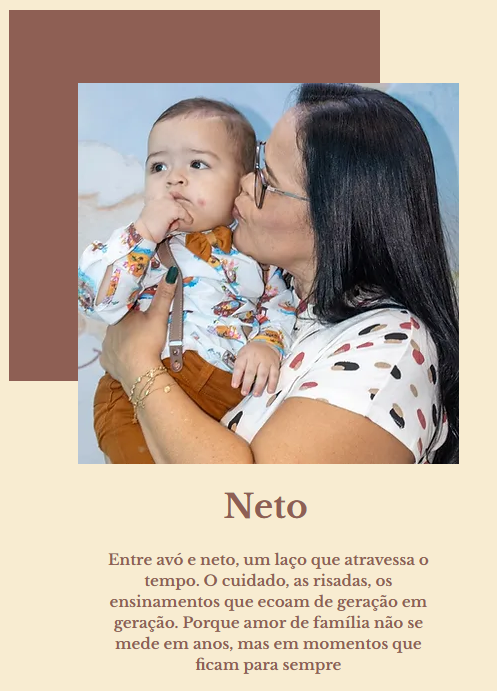 Neto
Entre avó e neto, um laço que atravessa o
tempo. O cuidado, as risadas, os
ensinamentos que ecoam de geração em
geração. Porque amor de família não se
mede em anos, mas em momentos que
ficam para sempre